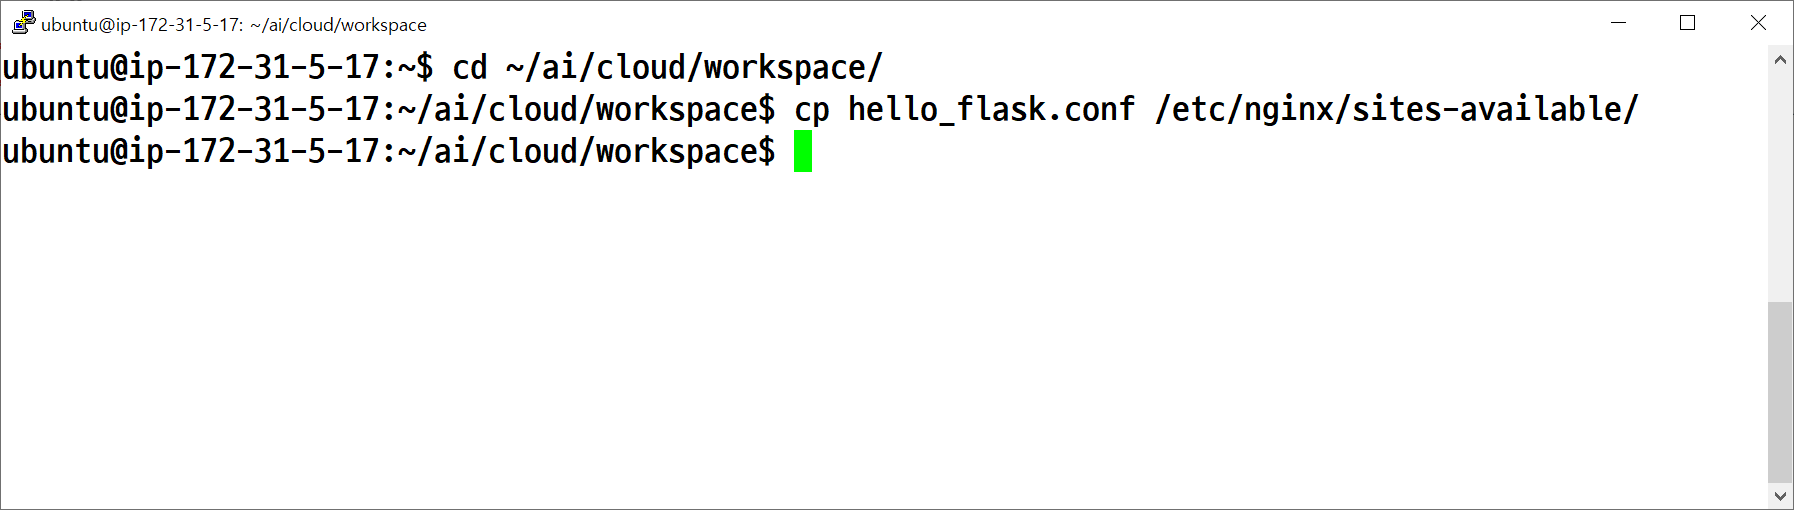 ubuntu@ip-172-31-5-17: ~/ai/cloud/workspace
ubuntu@ip-172-31-5-17:~$ cd ~/ai/cloud/workspace/
ubuntu@ip-172-31-5-17:~/ai/cloud/workspace$ cp hello_flask.conf /etc/nginx/sites-available/
ubuntu@ip-172-31-5-17:~/ai/cloud/workspace$